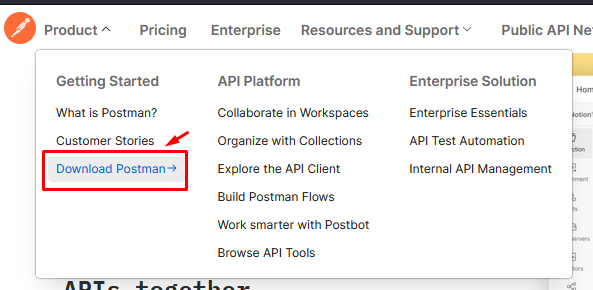 Product Pricing Enterprise Resources and Support Public API Ne
Getting Started
What is Postman?
Customer Stories
Download Postman→
API Platform
Collaborate in Workspaces
Organize with Collections
Explore the API Client
Build Postman Flows
Work smarter with Postbot
Browse API Tools
Enterprise Solution
Enterprise Essentials
API Test Automation
Internal API Management
Hom
Notion'
APIs together